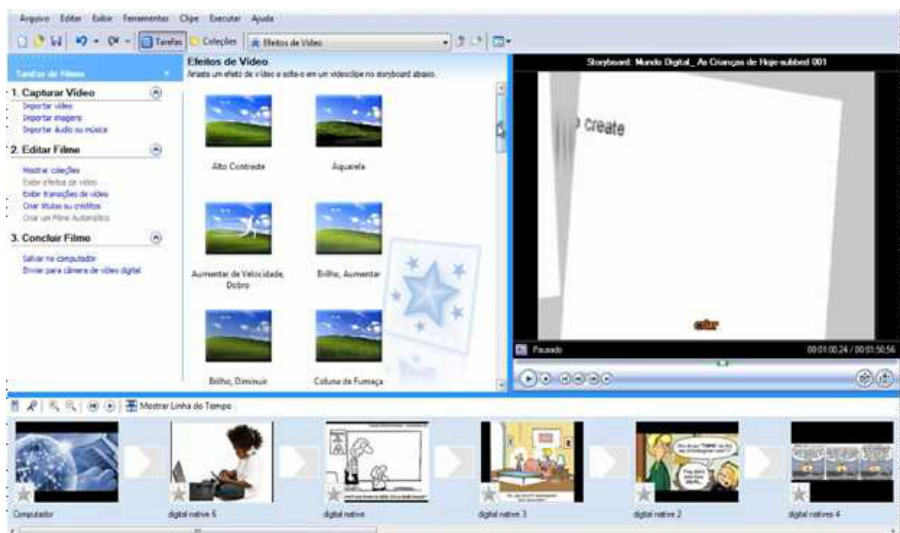 Arquivo Editar Exibir Ferramentas Clipe Executar Ajuda
Tarefas Coleções Efeitos de Vídeo
Tarefas de Filmes
1. Capturar Vídeo
Importar vídeo
Importar imagens
Importar áudio ou música
2. Editar Filme
Mostrar coleções
Exibir efeitos de vídeo
Exibir transições de vídeo
Criar títulos ou créditos
Criar um Filme Automático
3. Concluir Filme
Salvar no computador
Enviar para câmera de vídeo digital
Efeitos de Vídeo
Arraste um efeito de vídeo e solte-o em um videoclipe no storyboard abaixo.
Alto Contraste
Aquarela
Aumentar de Velocidade,
Dobro
Brilho, Aumentar
Brilho, Diminuir
Coluna de Fumaça
Storyboard: Mundo Digital_ As Crianças de Hoje-subbed 001
create
criar
Pausado
00:01:00,24 / 00:01:50,56
Mostrar Linha do Tempo
Computador
digital native 5
digital native
digital native 3
digital native 2
digital natives 4